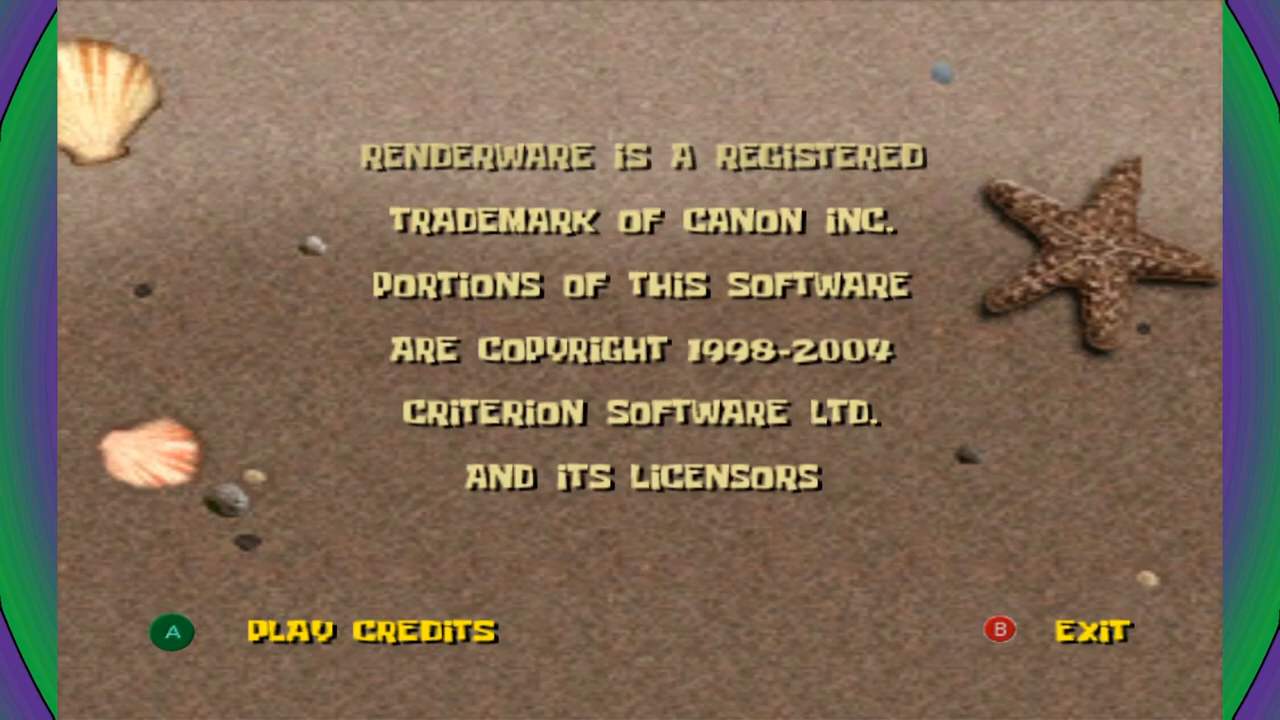 RENDERWARE iS A REGiSTERED
TRADEMARK OF CANON iNC.
PORTiONS OF THiS SOFTWARE
ARE COPYRiGHT 1998-2004
CRiTERiON SOFTWARE LTD.
AND iTS LiCENSORS
A PLAY CREDiTS
B EXiT